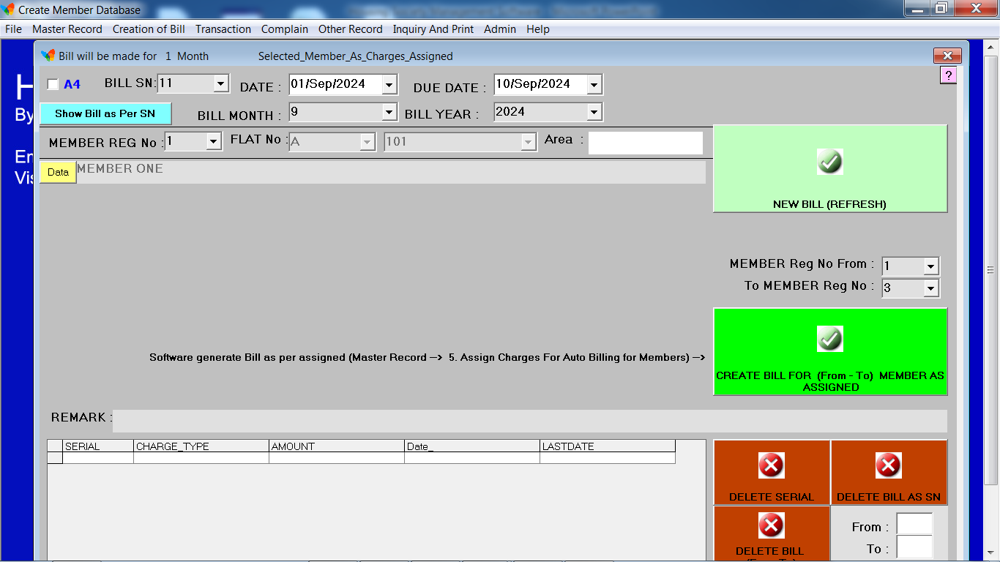 Create Member Database
File Master Record Creation of Bill Transaction Complain Other Record Inquiry And Print Admin Help
Bill will be made for 1 Month Selected_Member_As_Charges_Assigned
?
A4 BILL SN: 11 DATE : 01/Sep/2024 DUE DATE : 10/Sep/2024
Show Bill as Per SN BILL MONTH : 9 BILL YEAR : 2024
By
MEMBER REG No : 1 FLAT No : A 101 Area :
Data MEMBER ONE
NEW BILL (REFRESH)
MEMBER Reg No From : 1
To MEMBER Reg No : 3
Software generate Bill as per assigned (Master Record --> 5. Assign Charges For Auto Billing for Members) -->
CREATE BILL FOR (From - To) MEMBER AS
ASSIGNED
REMARK :
SERIAL CHARGE_TYPE AMOUNT Date_ LASTDATE
DELETE SERIAL DELETE BILL AS SN
DELETE BILL
From :
To :